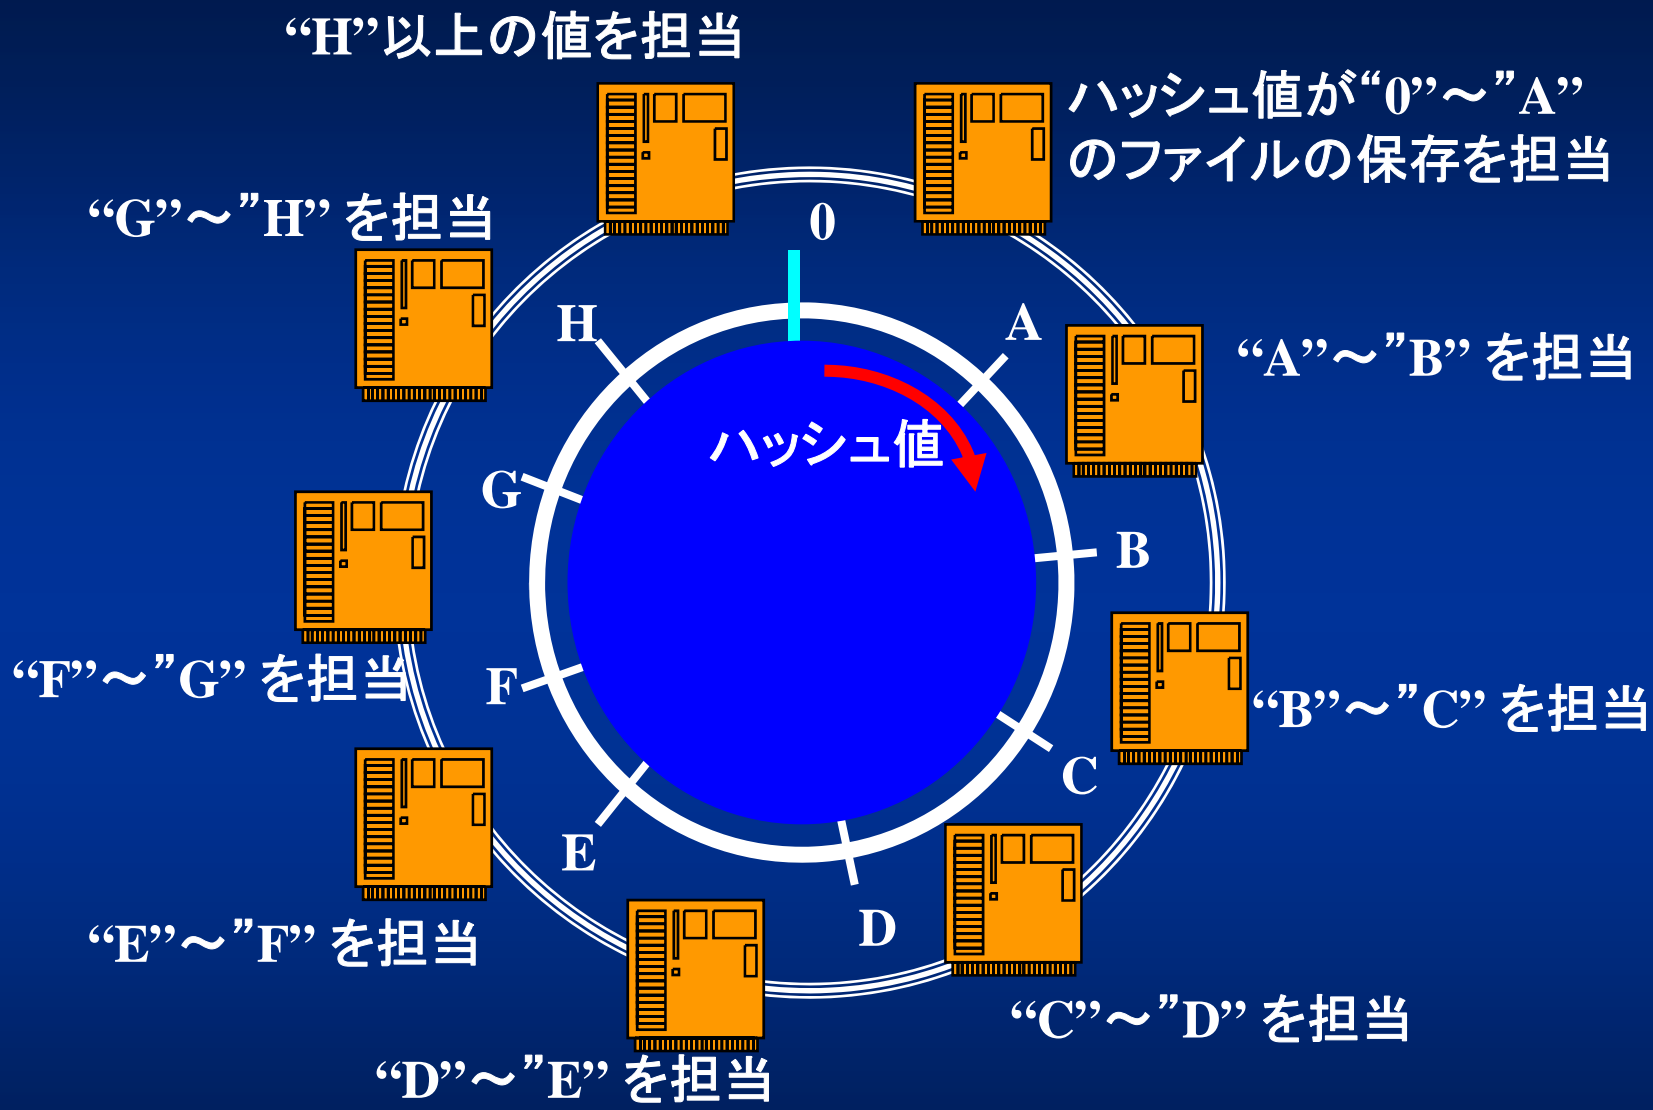 “H”以上の値を担当
ハッシュ値が“0”～”A”
のファイルの保存を担当
“G”～”H” を担当
0
H
A
“A”～”B” を担当
ハッシュ値
G
B
“F”～”G” を担当
F
“B”～”C” を担当
C
E
D
“E”～”F” を担当
“C”～”D” を担当
“D”～”E” を担当